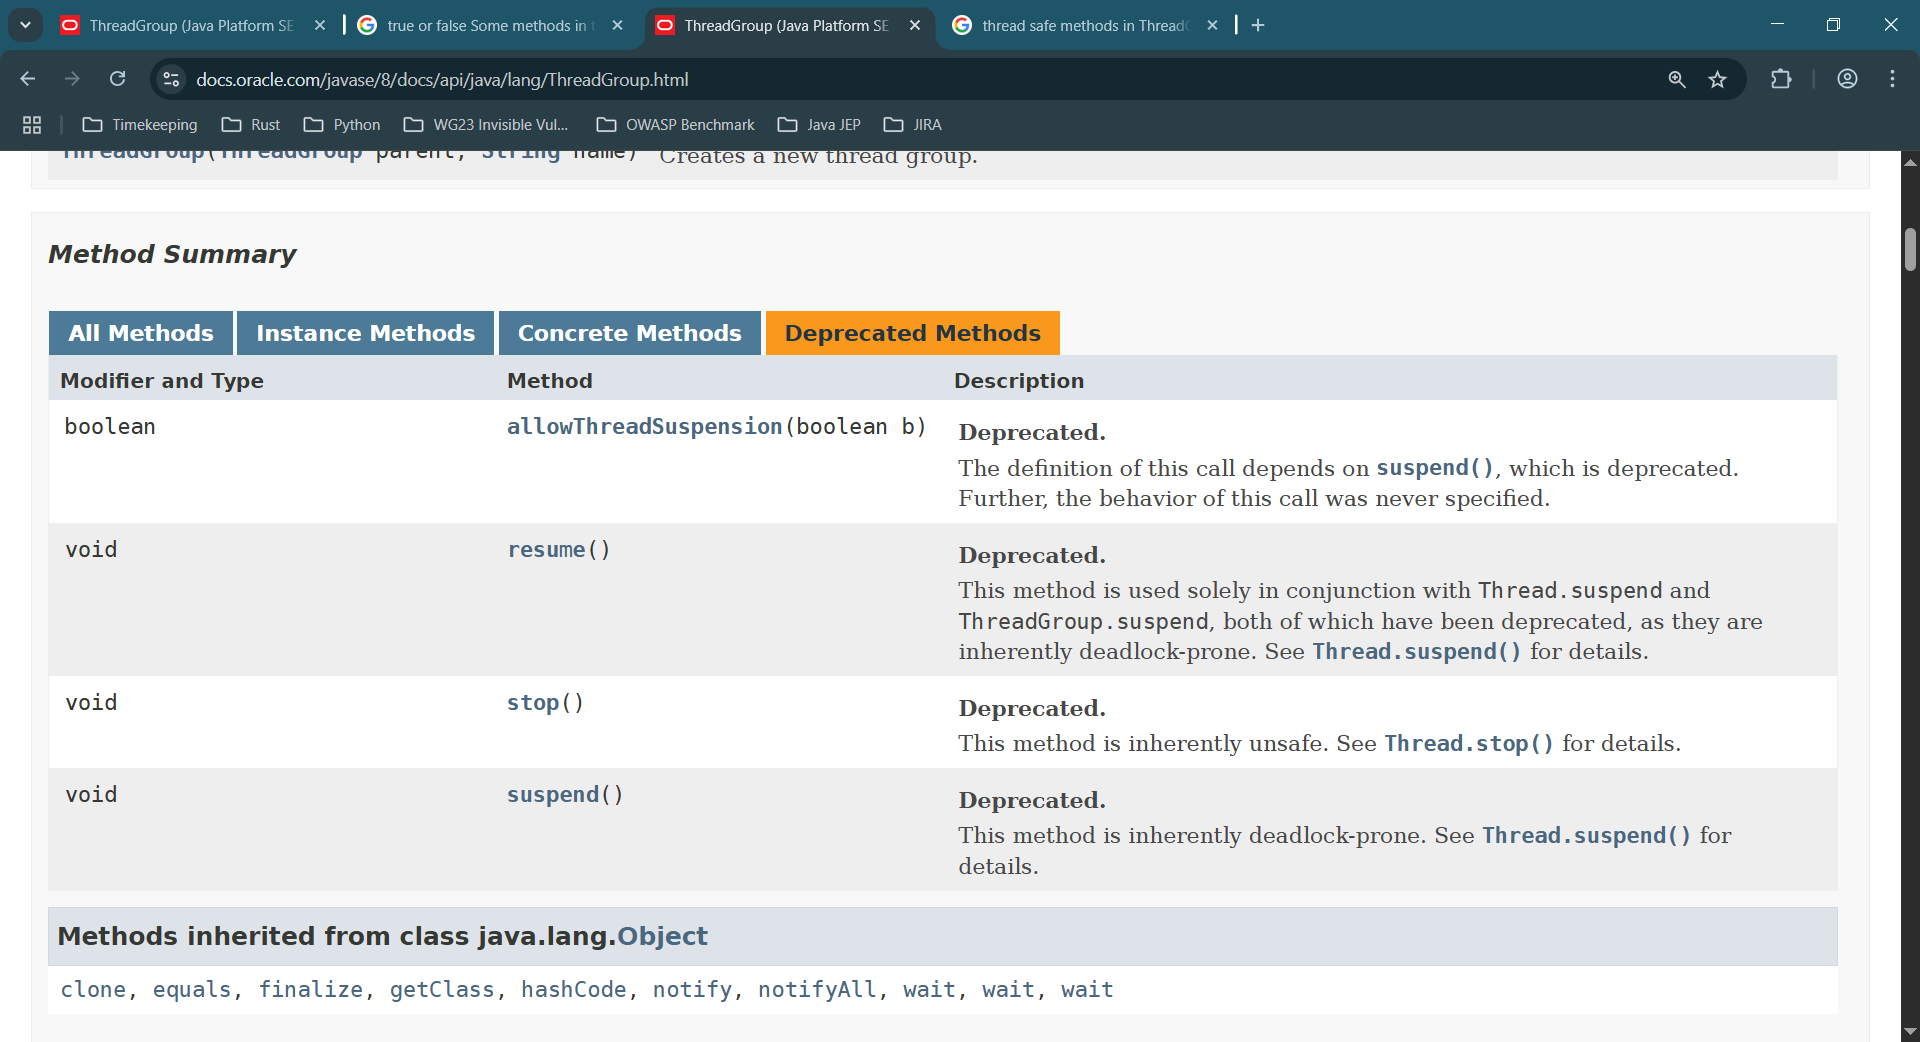 ThreadGroup (Java Platform SE
true or false Some methods in t
ThreadGroup (Java Platform SE
thread safe methods in ThreadG
docs.oracle.com/javase/8/docs/api/java/lang/ThreadGroup.html
Timekeeping
Rust
Python
WG23 Invisible Vul...
OWASP Benchmark
Java JEP
JIRA
ThreadGroup(ThreadGroup parent, String name) Creates a new thread group.
Method Summary
All Methods Instance Methods Concrete Methods Deprecated Methods
Modifier and Type Method Description
boolean allowThreadSuspension(boolean b) Deprecated.
The definition of this call depends on suspend(), which is deprecated.
Further, the behavior of this call was never specified.
void resume() Deprecated.
This method is used solely in conjunction with Thread.suspend and
ThreadGroup.suspend, both of which have been deprecated, as they are
inherently deadlock-prone. See Thread.suspend() for details.
void stop() Deprecated.
This method is inherently unsafe. See Thread.stop() for details.
void suspend() Deprecated.
This method is inherently deadlock-prone. See Thread.suspend() for
details.
Methods inherited from class java.lang.Object
clone, equals, finalize, getClass, hashCode, notify, notifyAll, wait, wait, wait